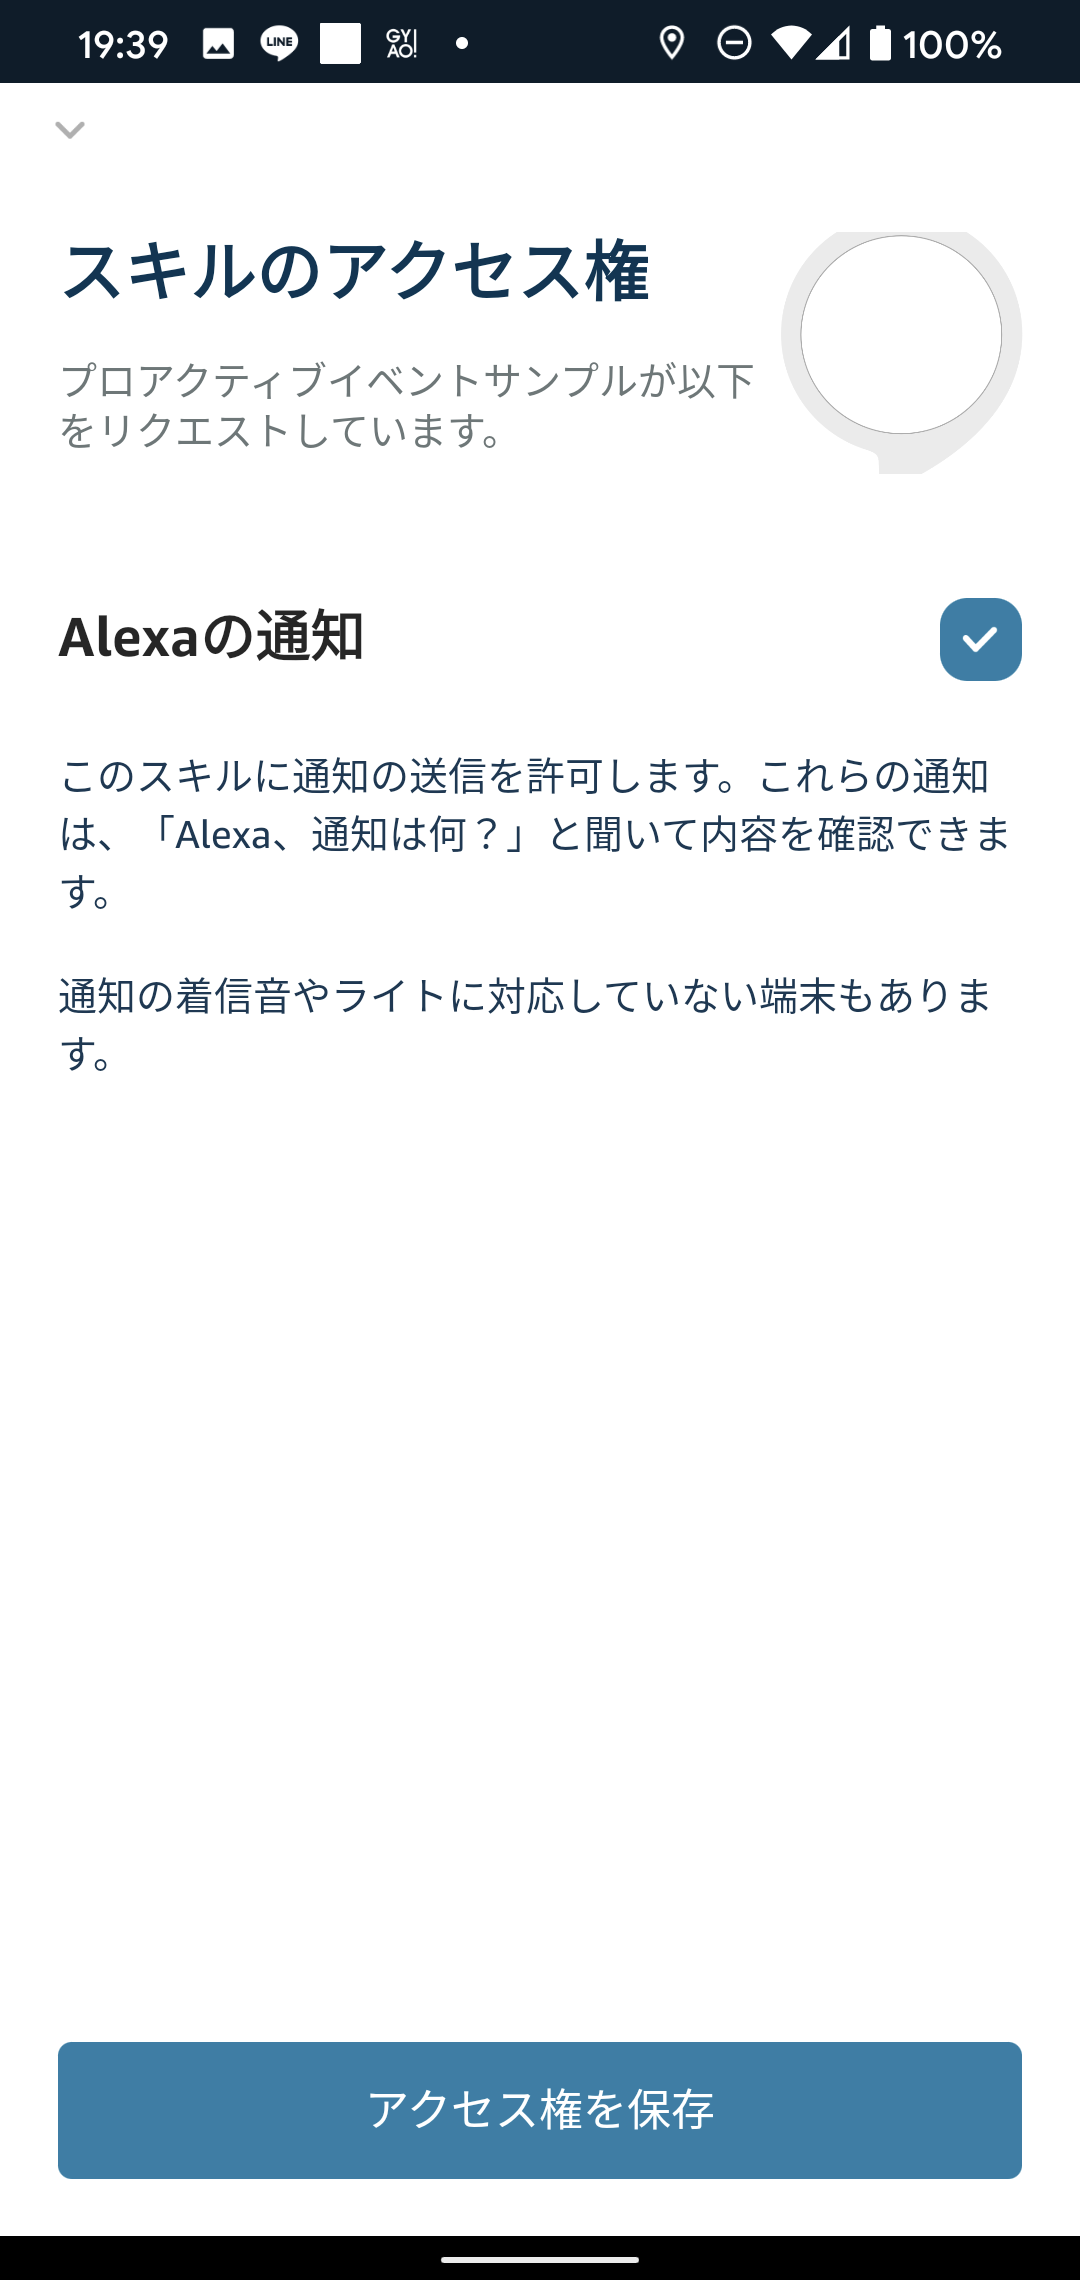 19:39 LINE GYAO! 100%
スキルのアクセス権
プロアクティブイベントサンプルが以下
をリクエストしています。
Alexaの通知
このスキルに通知の送信を許可します。これらの通知
は、「Alexa、通知は何？」と聞いて内容を確認できま
す。
通知の着信音やライトに対応していない端末もありま
す。
アクセス権を保存